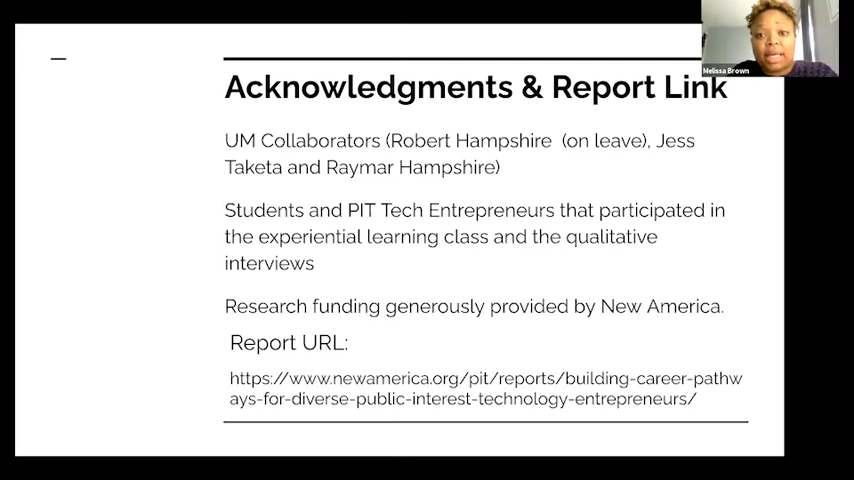 Melissa Brown
Acknowledgments & Report Link
UM Collaborators (Robert Hampshire (on leave), Jess
Taketa and Raymar Hampshire)
Students and PIT Tech Entrepreneurs that participated in
the experiential learning class and the qualitative
interviews
Research funding generously provided by New America.
Report URL:
https://www.newamerica.org/pit/reports/building-career-pathw
ays-for-diverse-public-interest-technology-entrepreneurs/